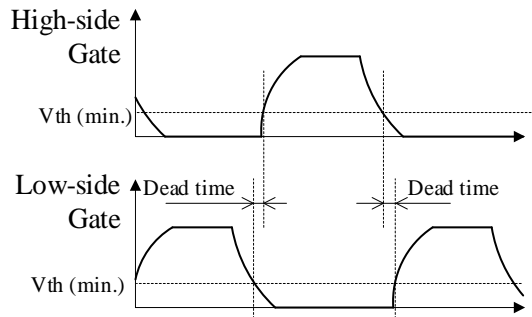 High-side
Gate
Vth (min.)
Low-side
Gate
Dead time
Dead time
Vth (min.)